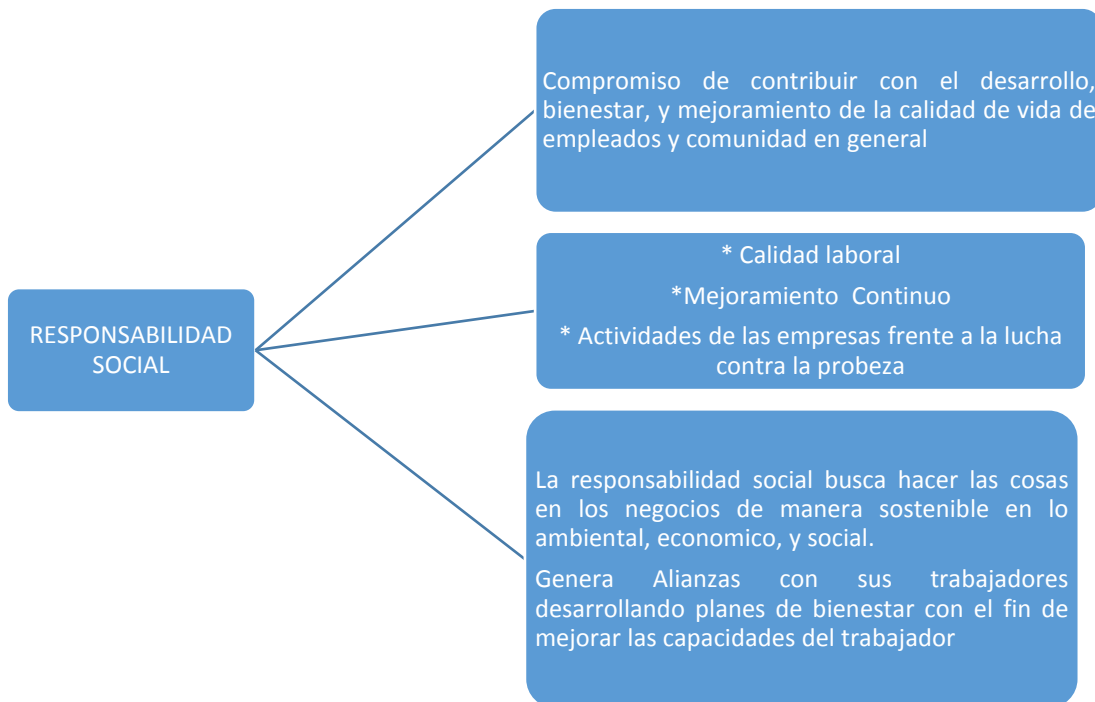 Compromiso de contribuir con el desarrollo,
bienestar, y mejoramiento de la calidad de vida de
empleados y comunidad en general
* Calidad laboral
*Mejoramiento Continuo
* Actividades de las empresas frente a la lucha
contra la probeza
RESPONSABILIDAD
SOCIAL
La responsabilidad social busca hacer las cosas
en los negocios de manera sostenible en lo
ambiental, economico, y social.
Genera Alianzas con sus trabajadores
desarrollando planes de bienestar con el fin de
mejorar las capacidades del trabajador